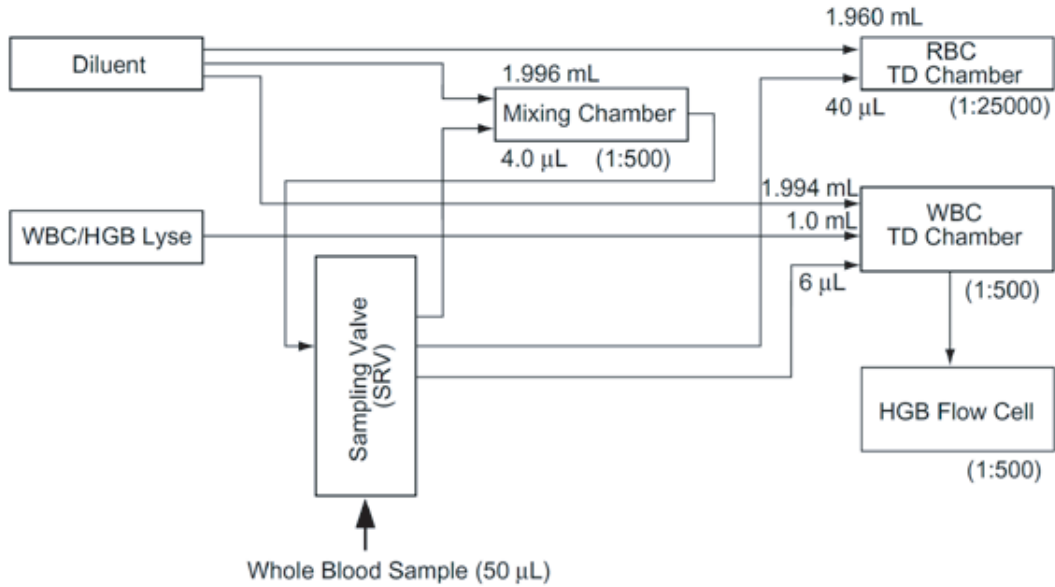 1.960 mL
Diluent
RBC
TD Chamber
1.996 mL
Mixing Chamber
40 µL
(1:25000)
4.0 µL
(1:500)
1.994 mL
WBC/HGB Lyse
1.0 mL
WBC
TD Chamber
6 µL
(1:500)
Sampling Valve
(SRV)
HGB Flow Cell
(1:500)
Whole Blood Sample (50 µL)